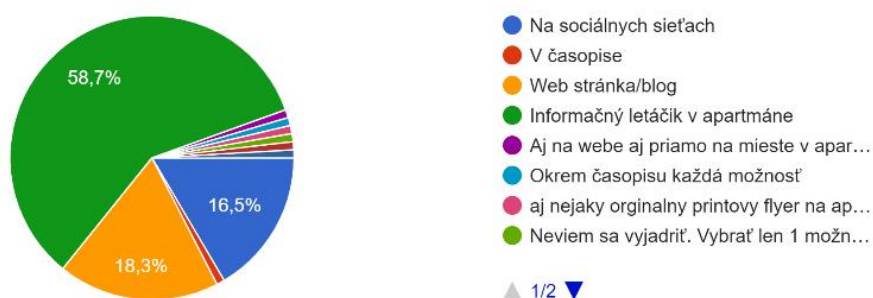 58,7%
16,5%
18,3%
Na sociálnych sieťach
V časopise
Web stránka/blog
Informačný letáčik v apartmáne
Aj na webe aj priamo na mieste v apar…
Okrem časopisu každá možnosť
aj nejaky orginalny printovy flyer na ap…
Neviem sa vyjadriť. Vybrať len 1 možn…
1/2